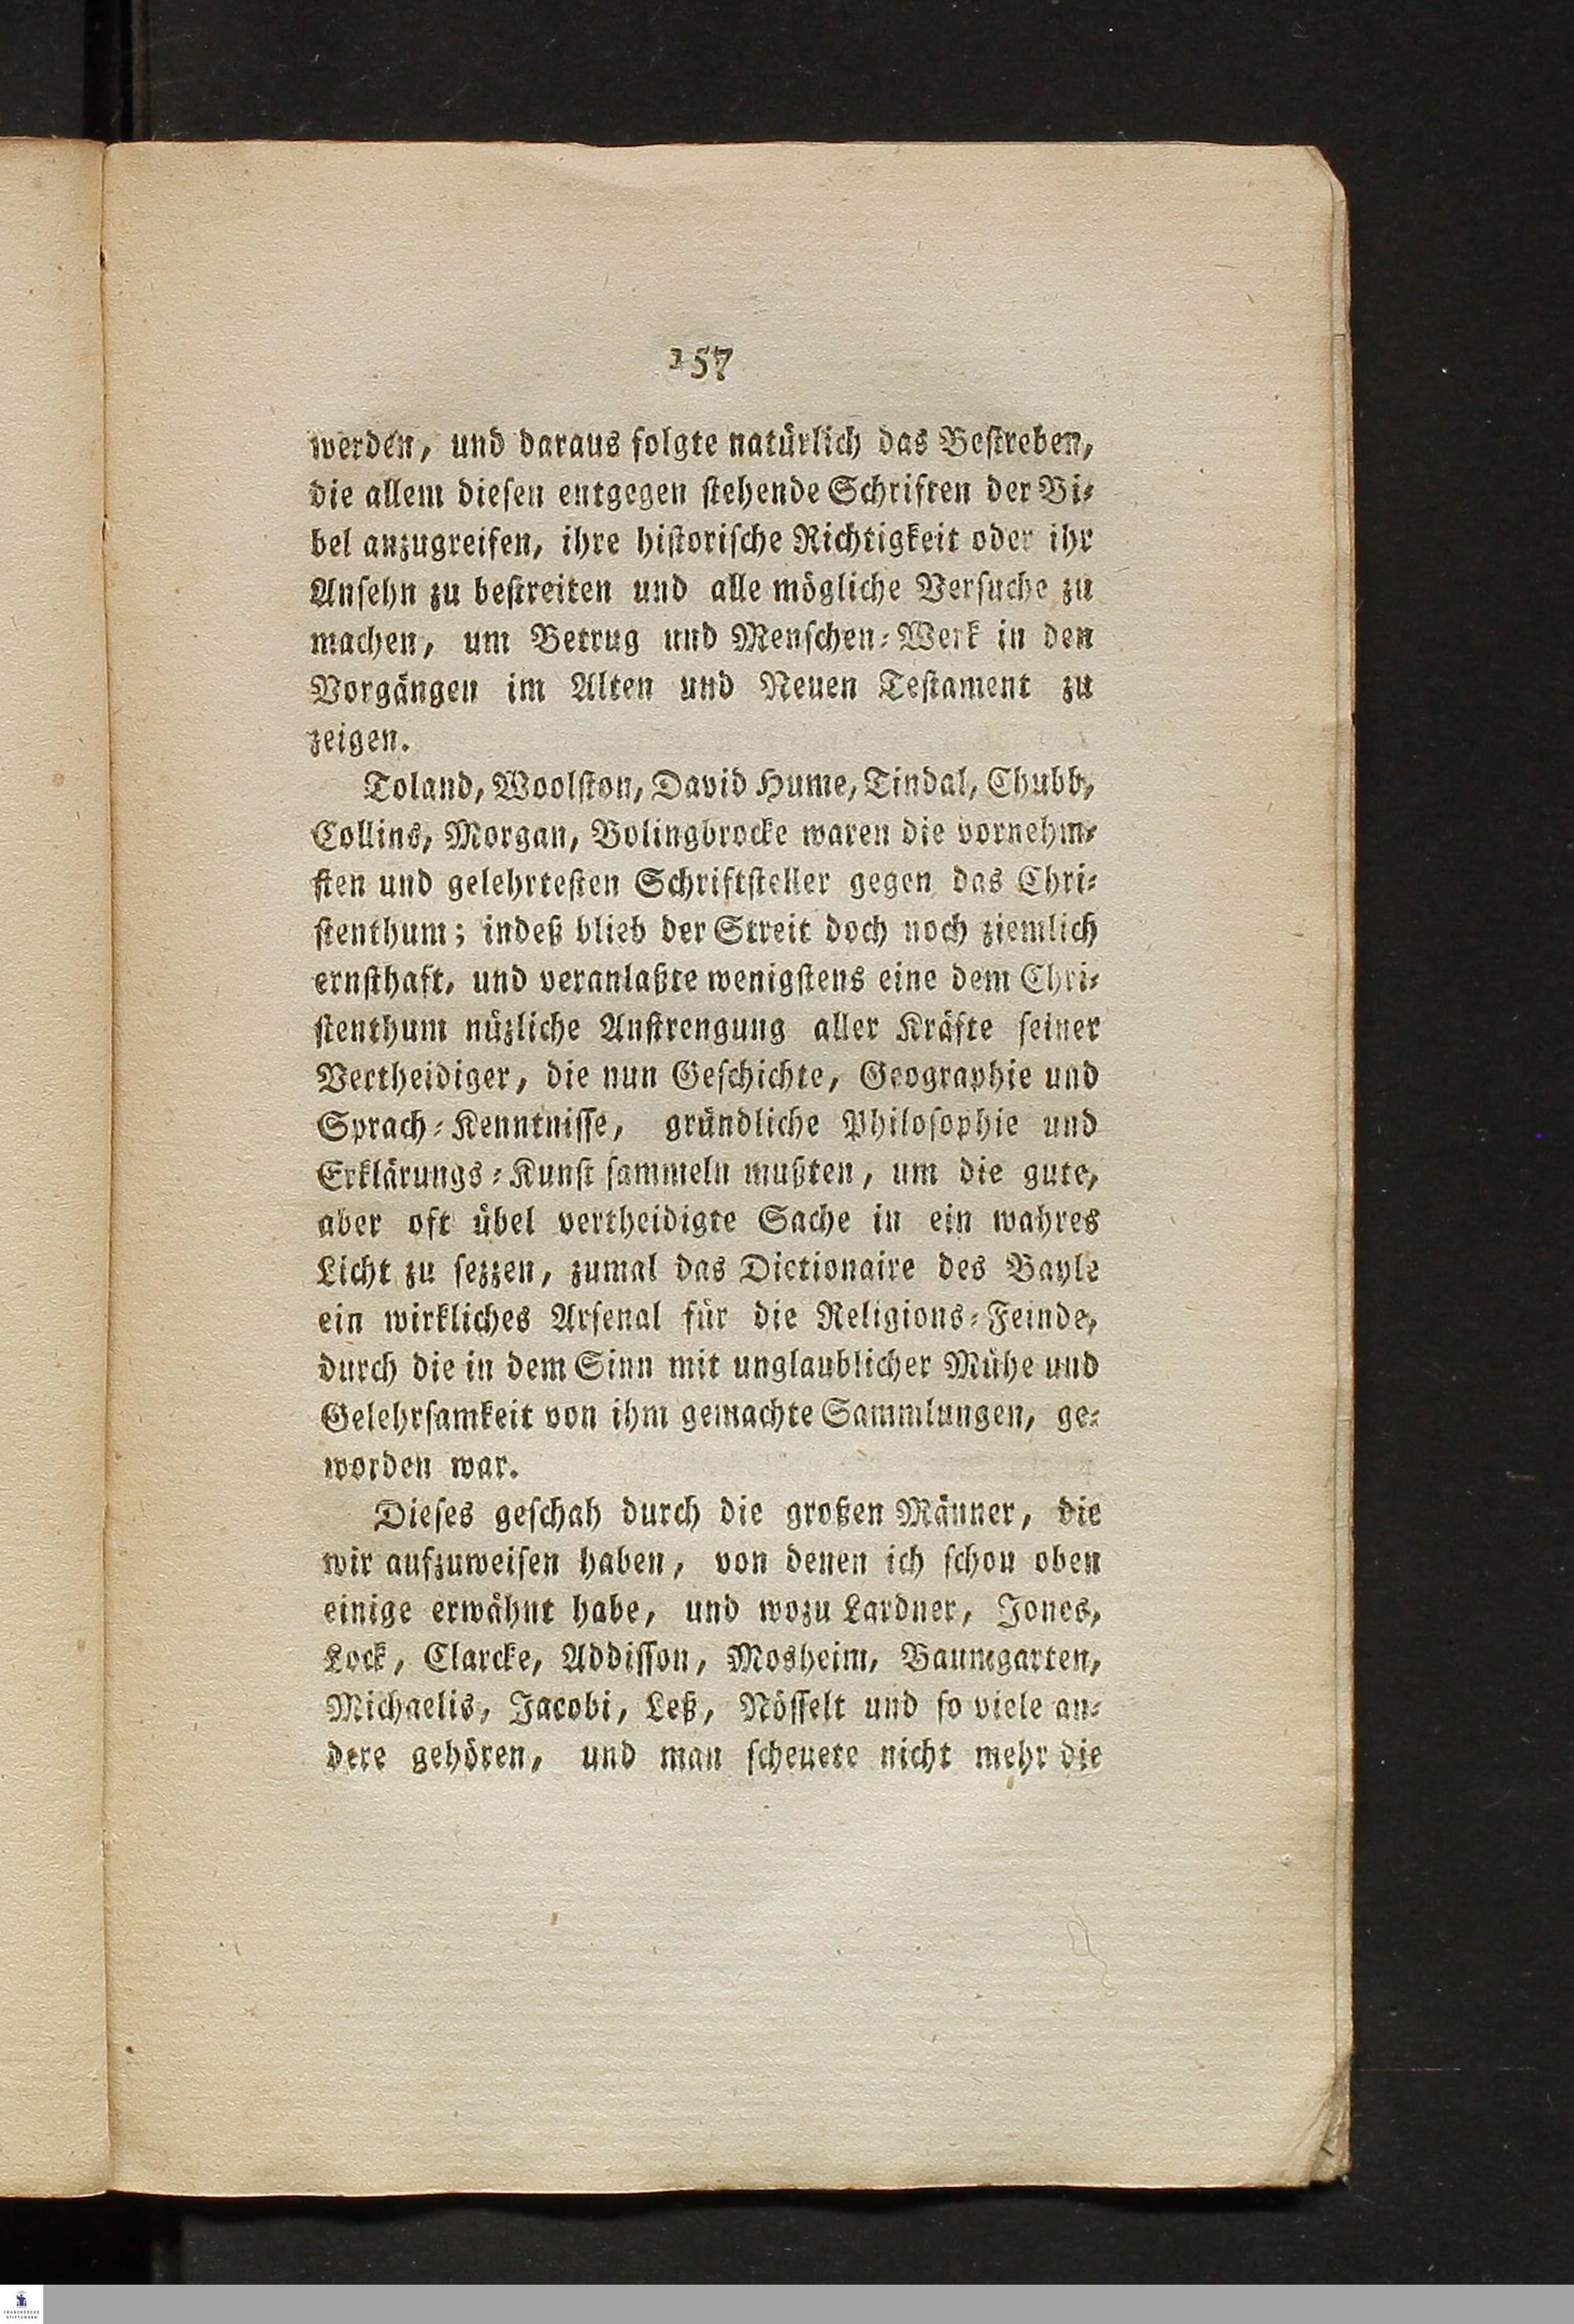 157
werden, und daraus folgte natürlich das Bestreben,
die allem diesen entgegen stehende Schriften der Bi-
bel anzugreifen, ihre historische Richtigkeit oder ihr
Ansehn zu bestreiten und alle mögliche Versuche zu
machen, um Betrug und Menschen-Werk in den
Vorgängen im Alten und Neuen Testament zu
zeigen.
Toland, Woolston, David Hume, Tindal, Chubb,
Collins, Morgan, Bolingbrocke waren die vornehm-
sten und gelehrtesten Schriftsteller gegen das Chri-
stenthum; indeß blieb der Streit doch noch ziemlich
ernsthaft, und veranlaßte wenigstens eine dem Chri-
stenthum nüzliche Anstrengung aller Kräfte seiner
Vertheidiger, die nun Geschichte, Geographie und
Sprach-Kenntnisse, gründliche Philosophie und
Erklärungs-Kunst sammeln mußten, um die gute,
aber oft übel vertheidigte Sache in ein wahres
Licht zu sezzen, zumal das Dictionaire des Bayle
ein wirkliches Arsenal für die Religions-Feinde,
durch die in dem Sinn mit unglaublicher Mühe und
Gelehrsamkeit von ihm gemachte Sammlungen, ge-
worden war.
Dieses geschah durch die großen Männer, die
wir aufzuweisen haben, von denen ich schon oben
einige erwähnt habe, und wozu Lardner, Jones,
Lock, Clarcke, Addisson, Mosheim, Baumgarten,
Michaelis, Jacobi, Leß, Nösselt und so viele an-
dere gehören, und man scheuete nicht mehr die
FRANCKESCHE
STIFTUNGEN